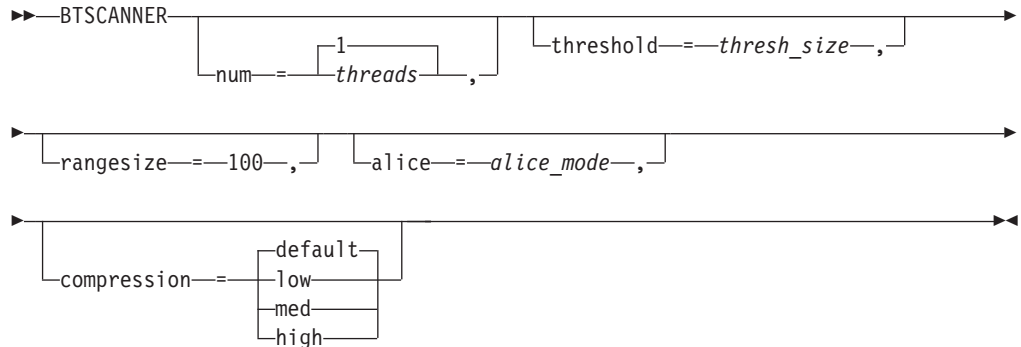 BTSCANNER
1
num = threads ,
threshold = thresh_size ,
rangesize = 100 ,
alice = alice_mode ,
default
compression = low
med
high